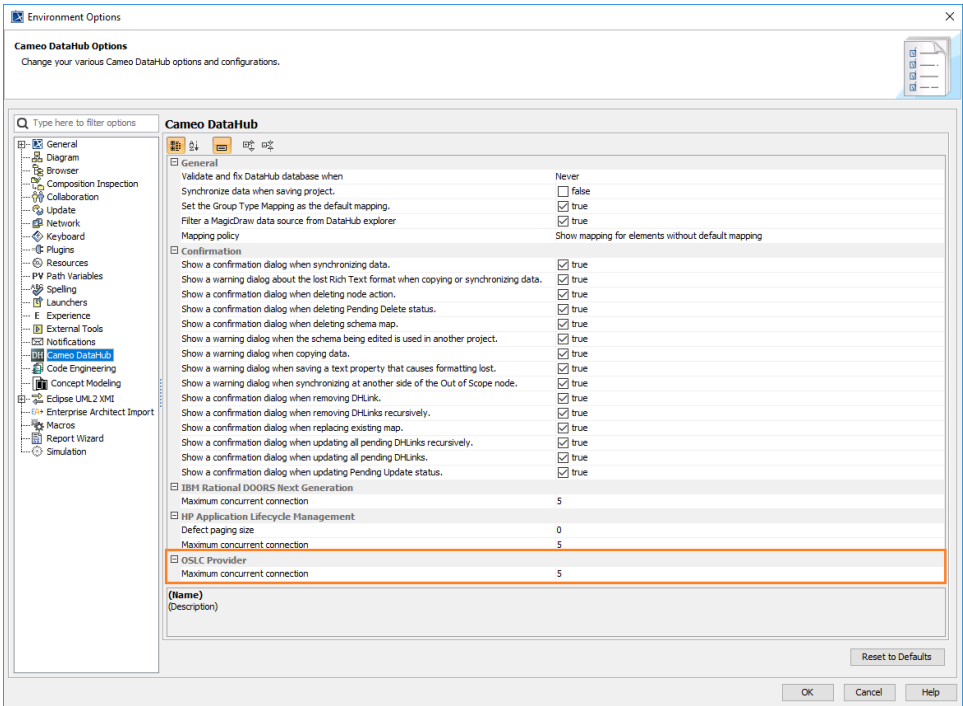 Environment Options
Cameo DataHub Options
Change your various Cameo DataHub options and configurations.
Type here to filter options
General
Diagram
Browser
Composition Inspection
Collaboration
Update
Network
Keyboard
Plugins
Resources
PV Path Variables
Spelling
Launchers
E Experience
External Tools
Notifications
DH Cameo DataHub
Code Engineering
Concept Modeling
Eclipse UML2 XMI
EA+ Enterprise Architect Import
Macros
Report Wizard
Simulation
Cameo DataHub
General
Validate and fix DataHub database when Never
Synchronize data when saving project. false
Set the Group Type Mapping as the default mapping. true
Filter a MagicDraw data source from DataHub explorer true
Mapping policy Show mapping for elements without default mapping
Confirmation
Show a confirmation dialog when synchronizing data. true
Show a warning dialog about the lost Rich Text format when copying or synchronizing data. true
Show a confirmation dialog when deleting node action. true
Show a confirmation dialog when deleting Pending Delete status. true
Show a confirmation dialog when deleting schema map. true
Show a warning dialog when the schema being edited is used in another project. true
Show a warning dialog when copying data. true
Show a warning dialog when saving a text property that causes formatting lost. true
Show a warning dialog when synchronizing at another side of the Out of Scope node. true
Show a confirmation dialog when removing DHLink. true
Show a confirmation dialog when removing DHLinks recursively. true
Show a confirmation dialog when replacing existing map. true
Show a confirmation dialog when updating all pending DHLinks recursively. true
Show a confirmation dialog when updating all pending DHLinks. true
Show a confirmation dialog when updating Pending Update status. true
IBM Rational DOORS Next Generation
Maximum concurrent connection 5
HP Application Lifecycle Management
Defect paging size 0
Maximum concurrent connection 5
OSLC Provider
Maximum concurrent connection 5
(Name)
(Description)
Reset to Defaults
OK Cancel Help